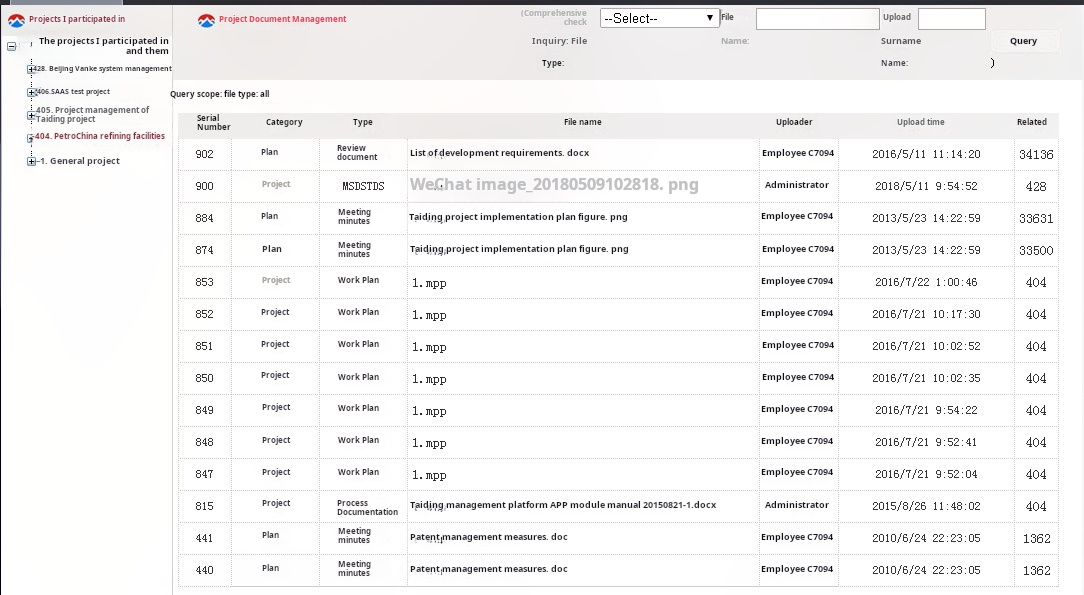 Projects I participated in
The projects I participated in
and them
428. Beijing Vanke system management
406.SAAS test project
405. Project management of
Taiding project
404. PetroChina refining facilities
-1. General project
Project Document Management
(Comprehensive
check
--Select--
File
Upload
Inquiry: File
Name:
Surname
Query
Type:
Name:
)
Query scope: file type: all
Serial
Number
Category
Type
File name
Uploader
Upload time
Related
902 Plan Review document List of development requirements. docx Employee C7094 2016/5/11 11:14:20 34136
900 Project MSDSTDS WeChat image_20180509102818. png Administrator 2018/5/11 9:54:52 428
884 Plan Meeting minutes Taiding project implementation plan figure. png Employee C7094 2013/5/23 14:22:59 33631
874 Plan Meeting minutes Taiding project implementation plan figure. png Employee C7094 2013/5/23 14:22:59 33500
853 Project Work Plan 1.mpp Employee C7094 2016/7/22 1:00:46 404
852 Project Work Plan 1.mpp Employee C7094 2016/7/21 10:17:30 404
851 Project Work Plan 1.mpp Employee C7094 2016/7/21 10:02:52 404
850 Project Work Plan 1.mpp Employee C7094 2016/7/21 10:02:35 404
849 Project Work Plan 1.mpp Employee C7094 2016/7/21 9:54:22 404
848 Project Work Plan 1.mpp Employee C7094 2016/7/21 9:52:41 404
847 Project Work Plan 1.mpp Employee C7094 2016/7/21 9:52:04 404
815 Project Process Documentation Taiding management platform APP module manual 20150821-1.docx Administrator 2015/8/26 11:48:02 404
441 Plan Meeting minutes Patent management measures. doc Employee C7094 2010/6/24 22:23:05 1362
440 Plan Meeting minutes Patent management measures. doc Employee C7094 2010/6/24 22:23:05 1362